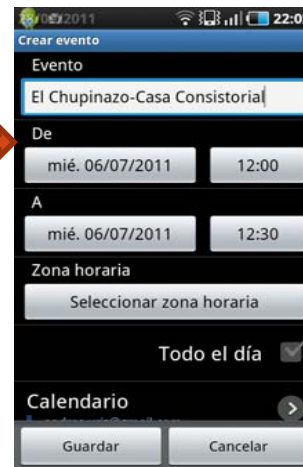 22:0
Crear evento
Evento
El Chupinazo-Casa Consistorial
De
mié. 06/07/2011 12:00
A
mié. 06/07/2011 12:30
Zona horaria
Seleccionar zona horaria
Todo el día
Calendario
Guardar Cancelar